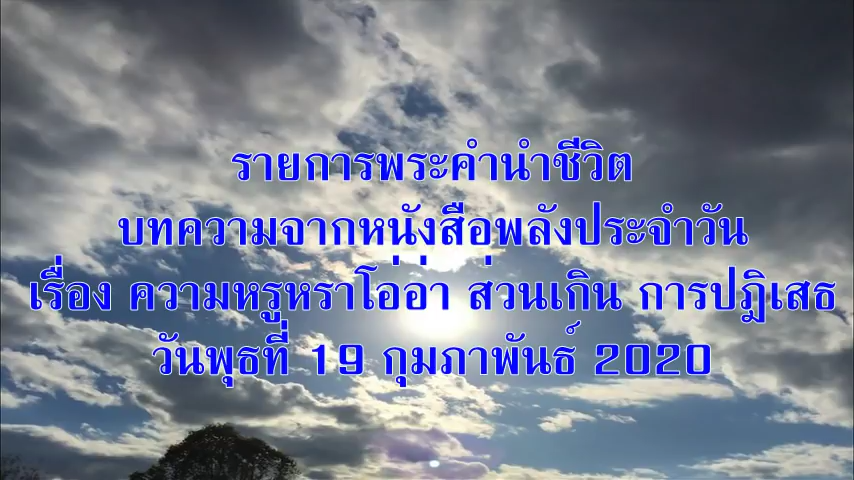 รายการพระคำนำชีวิต
บทความจากหนังสือพลังประจำวัน
เรื่อง ความหรูหราโอ่อ่า ส่วนเกิน การปฎิเสธ
วันพุธที่ 19 กุมภาพันธ์ 2020